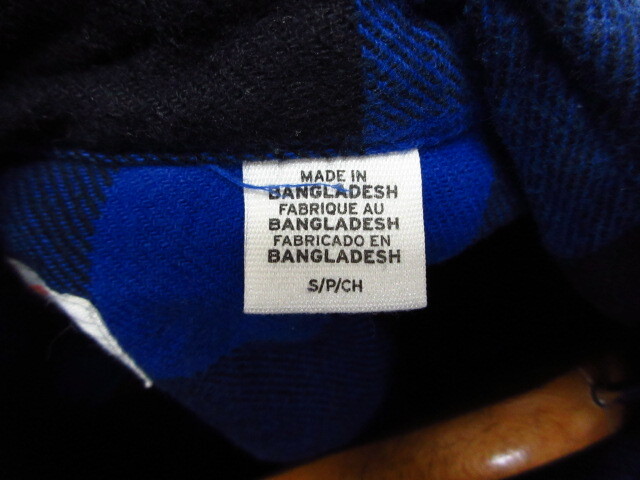 MADE IN
BANGLADESH
FABRIQUE AU
BANGLADESH
FABRICADO EN
BANGLADESH
S/P/CH